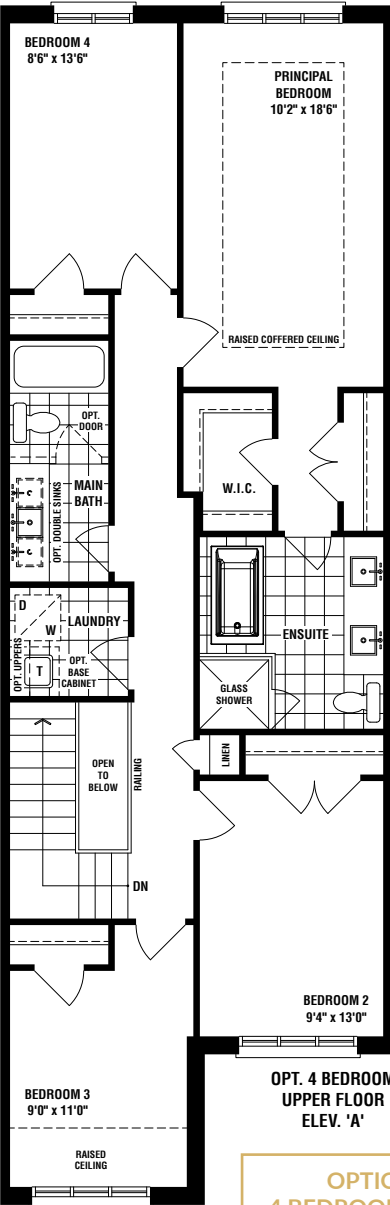 BEDROOM 4
8'6" x 13'6"
PRINCIPAL
BEDROOM
10'2" x 18'6"
RAISED COFFERED CEILING
OPT.
DOOR
MAIN
BATH
OPT. DOUBLE SINKS
W.I.C.
D
W
LAUNDRY
OPT. UPPERS
T
OPT.
BASE
CABINET
ENSUITE
GLASS
SHOWER
OPEN
TO
BELOW
RAILING
LINEN
DN
BEDROOM 2
9'4" x 13'0"
BEDROOM 3
9'0" x 11'0"
RAISED
CEILING
OPT. 4 BEDROOM
UPPER FLOOR
ELEV. 'A'
4 BEDROOM